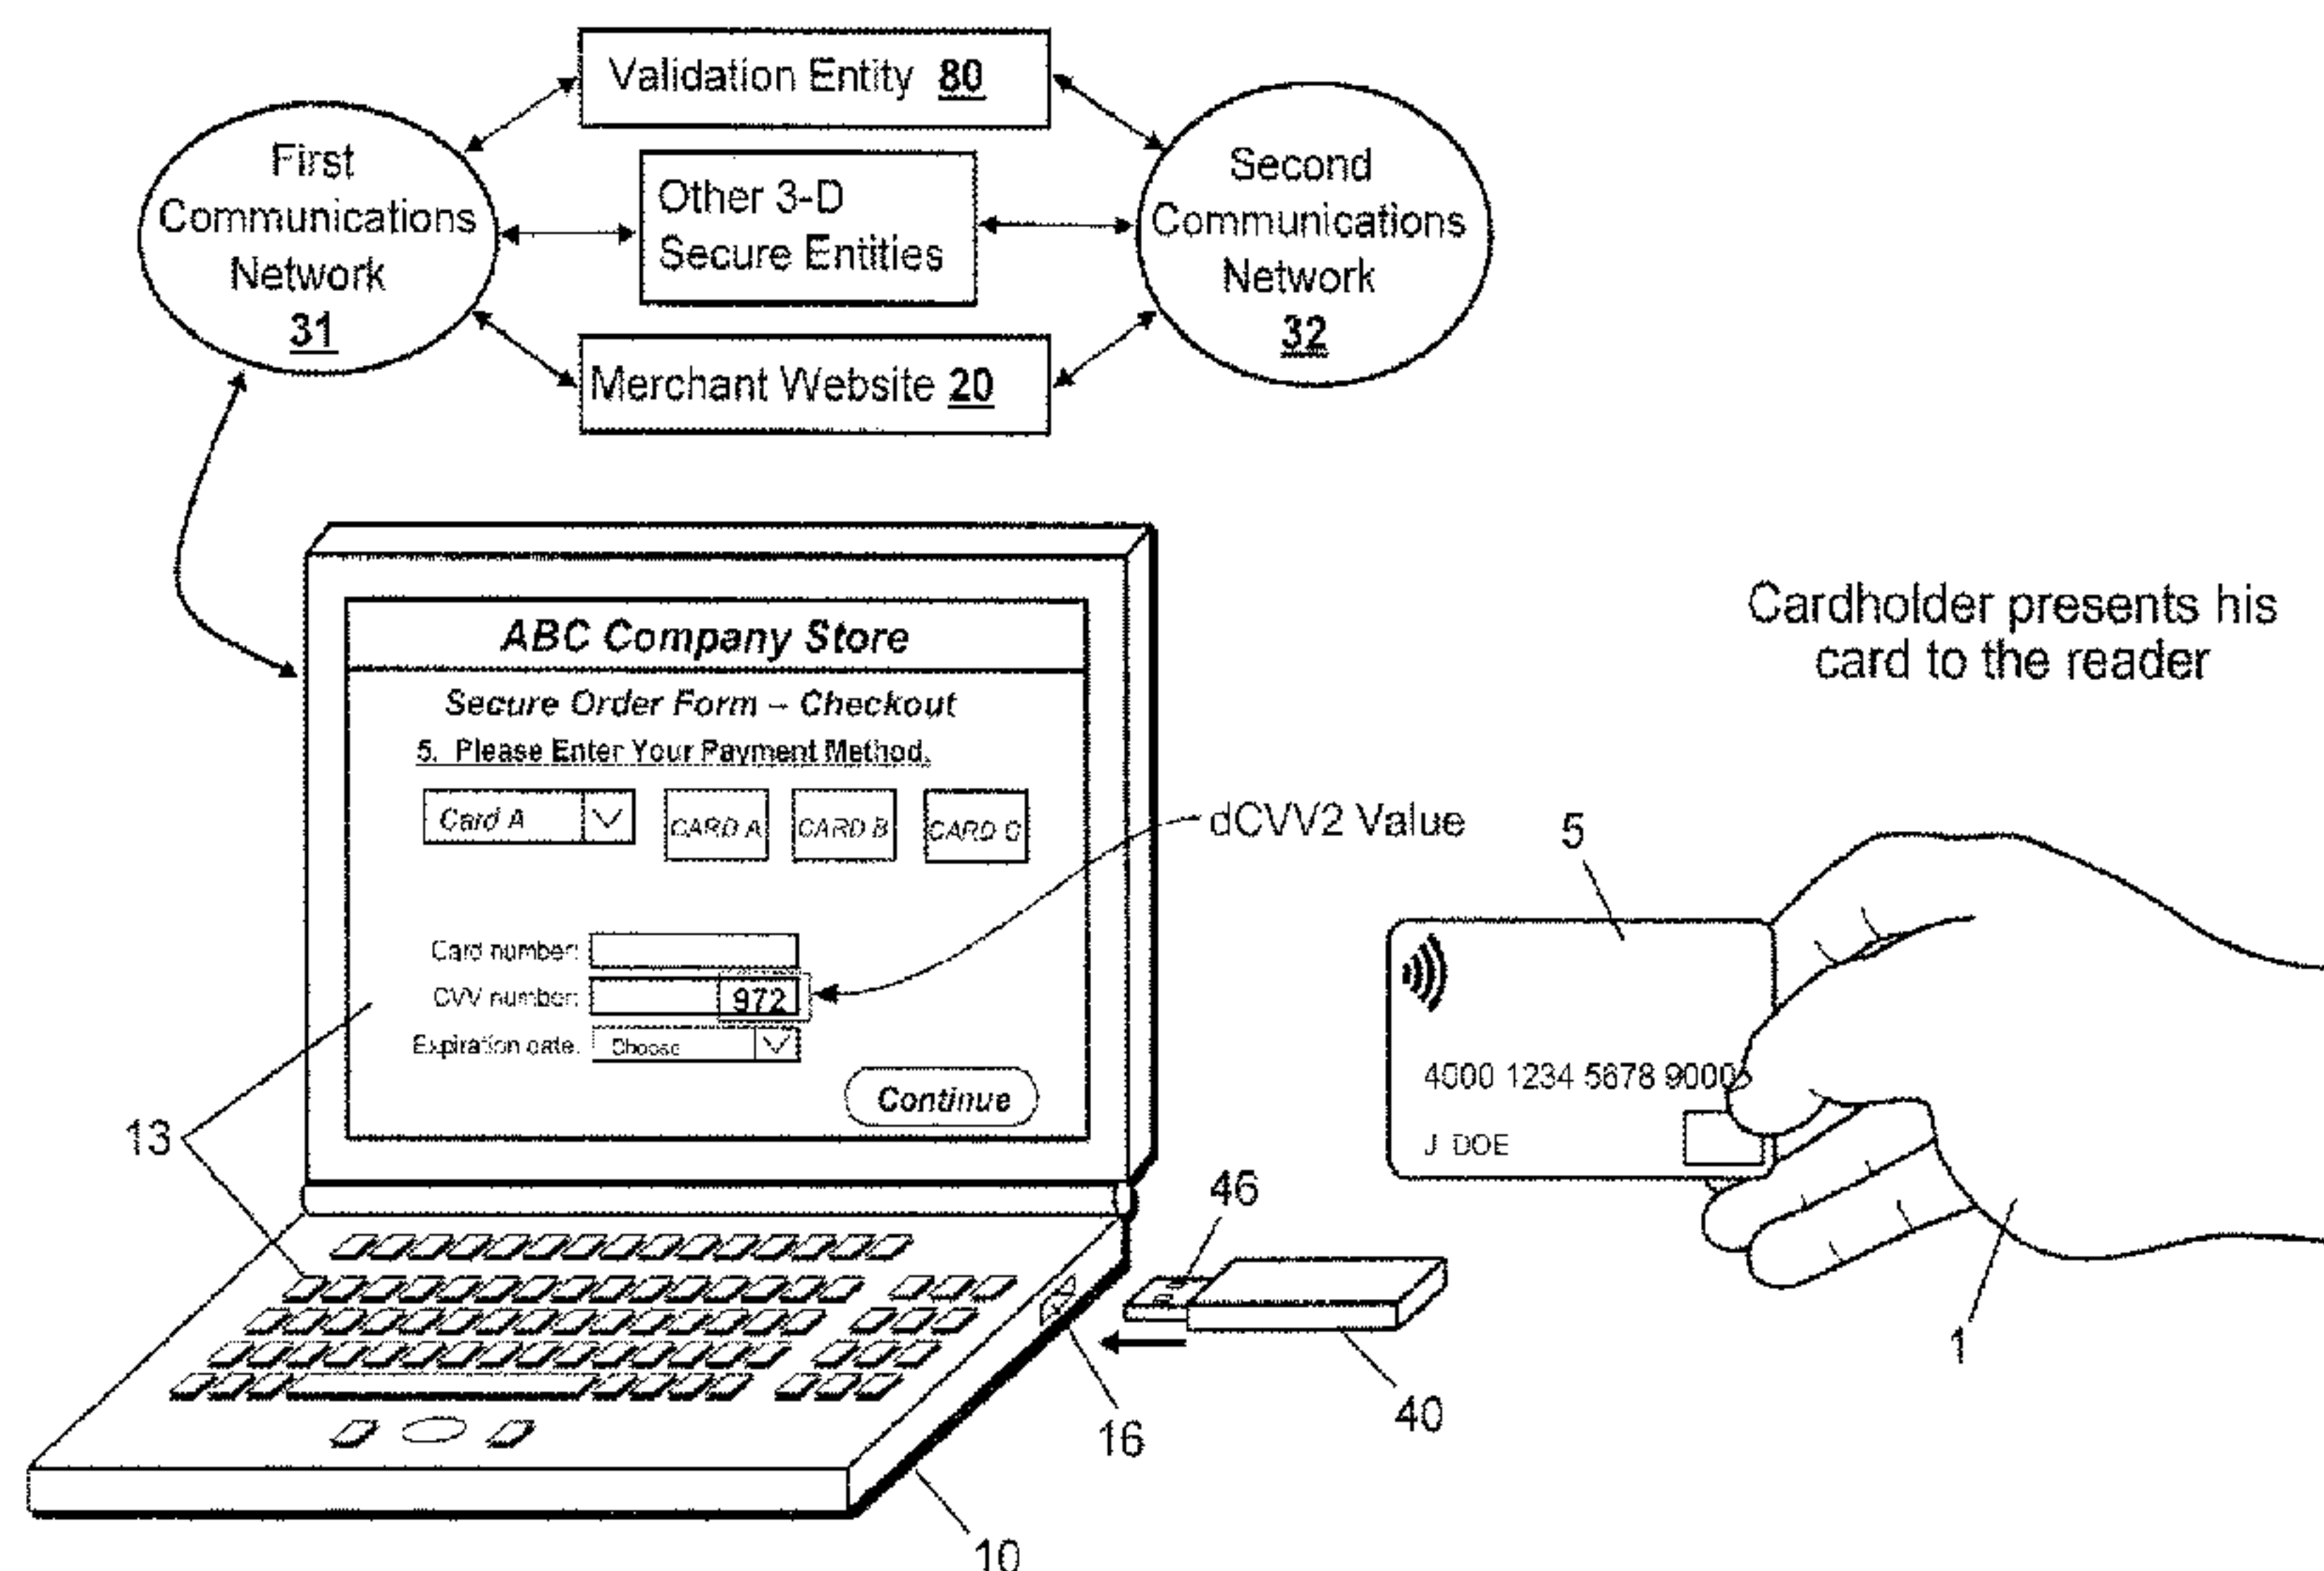 Validation Entity 80
First
Communications
Network
31
Other 3-D
Secure Entities
Second
Communications
Network
32
Merchant Website 20
ABC Company Store
Secure Order Form – Checkout
5. Please Enter Your Payment Method.
Card A
CARD A
CARD B
CARD C
dCVV2 Value
Card number:
CVV number:
972
Expiration date:
Choose
Continue
Cardholder presents his
card to the reader
5
4000 1234 5678 9000
J DOE
13
46
1
40
16
10